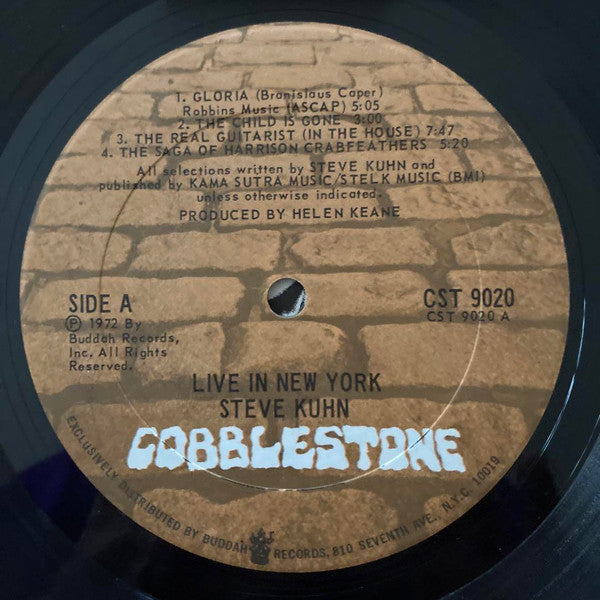 1. GLORIA (Branislaus Caper)
Robbins Music (ASCAP) 5:05
2. THE CHILD IS GONE 3:00
3. THE REAL GUITARIST (IN THE HOUSE) 7:47
4. THE SAGA OF HARRISON CRABFEATHERS 5:20
All selections written by STEVE KUHN and
published by KAMA SUTRA MUSIC/STELK MUSIC (BMI)
unless otherwise indicated.
PRODUCED BY HELEN KEANE
SIDE A
Ⓟ 1972 By
Buddah Records,
Inc. All Rights
Reserved.
CST 9020
CST 9020 A
LIVE IN NEW YORK
STEVE KUHN
COBBLESTONE
EXCLUSIVELY DISTRIBUTED BY BUDDAH RECORDS, 810 SEVENTH AVE., N.Y.C. 10019